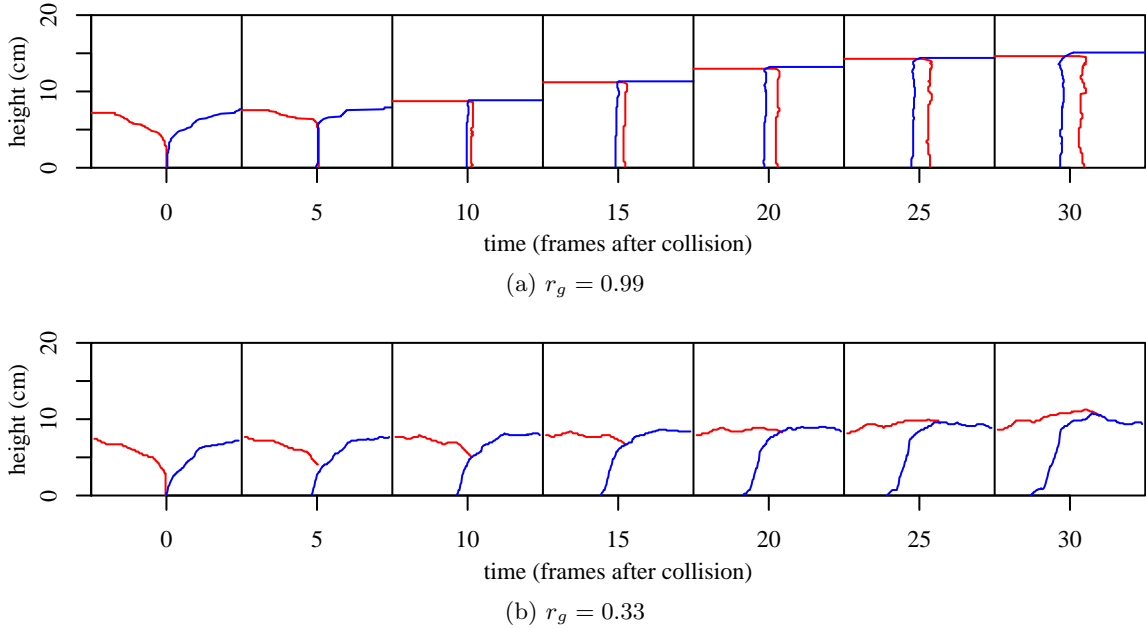 20
10
0
height (cm)
0 5 10 15 20 25 30
time (frames after collision)
(a) r_g = 0.99
20
10
0
height (cm)
0 5 10 15 20 25 30
time (frames after collision)
(b) r_g = 0.33